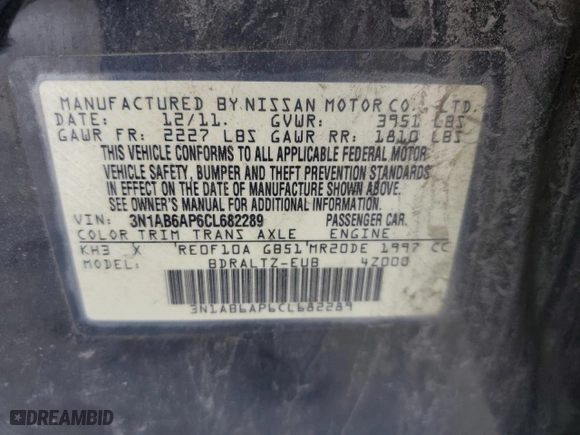 MANUFACTURED BY NISSAN MOTOR CO., LTD.
DATE: 12/11. GVWR: 3951 LBS
GAWR FR: 2227 LBS GAWR RR: 1810 LBS
THIS VEHICLE CONFORMS TO ALL APPLICABLE FEDERAL MOTOR
VEHICLE SAFETY, BUMPER AND THEFT PREVENTION STANDARDS
IN EFFECT ON THE DATE OF MANUFACTURE SHOWN ABOVE.
SEE OWNER'S MANUAL FOR ADDITIONAL INFORMATION.
VIN: 3N1AB6AP6CL682289 PASSENGER CAR.
COLOR TRIM TRANS AXLE ENGINE:
KH3 X RE0F10A GB51 MR20DE 1997 CC
MODEL: BDRALTZ-EUB 4Z000
3N1AB6AP6CL682289
DREAMBID